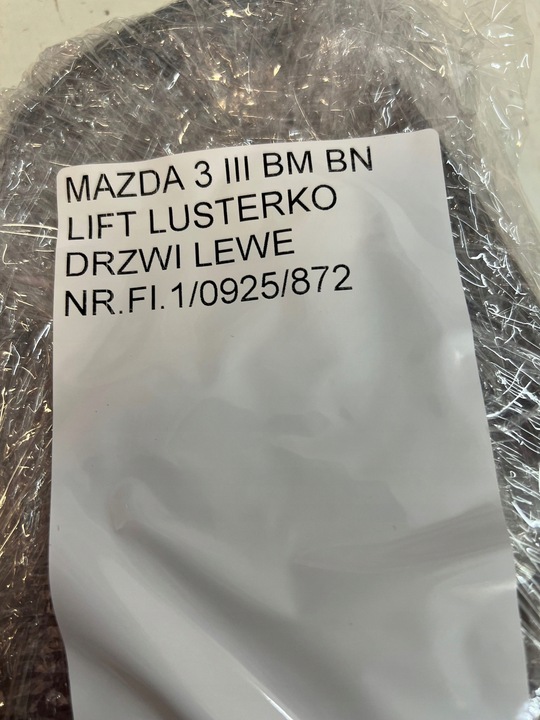 MAZDA 3 III BM BN
LIFT LUSTERKO
DRZWI LEWE
NR.FI.1/0925/872